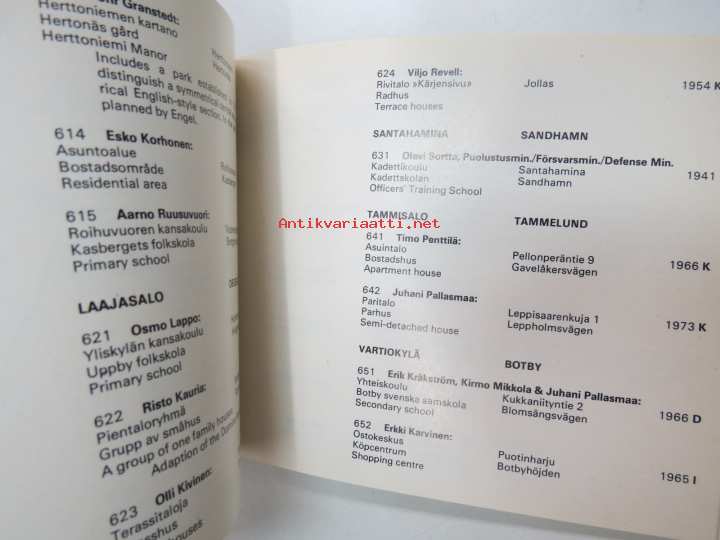 Granstedt:
Herttoniemen kartano
Hertonäs gård
Herttoniemi Manor
Includes a park established
distinguish a symmetrical
rical English-style section,
planned by Engel.
614 Esko Korhonen:
Asuntoalue
Bostadsområde
Residential area
615 Aarno Ruusuvuori:
Roihuvuoren kansakoulu
Kasbergets folkskola
Primary school
LAAJASALO
621 Osmo Lappo:
Yliskylän kansakoulu
Uppby folkskola
Primary school
622 Risto Kauria:
Pientaloryhmä
Grupp av småhus
A group of one family houses
Adaption of the
623 Olli Kivinen:
Terassitaloja
624 Viljo Revell:
Rivitalo »Kärjensivu» Jollas 1954 K
Radhus
Terrace houses
SANTAHAMINA SANDHAMN
631 Olavi Sortta, Puolustusmin./Försvarsmin./Defense Min.
Kadettikoulu Santahamina 1941
Kadettskolan Sandhamn
Officers' Training School
Antikvariaatti.net
TAMMISALO TAMMELUND
641 Timo Penttilä:
Asuintalo Pellonperäntie 9 1966 K
Bostadshus Gavelåkersvägen
Apartment house
642 Juhani Pallasmaa:
Paritalo Leppisaarenkuja 1 1973 K
Parhus Leppholmsvägen
Semi-detached house
VARTIOKYLÄ BOTBY
651 Erik Kråkström, Kirmo Mikkola & Juhani Pallasmaa:
Yhteiskoulu Kukkaniityntie 2 1966 D
Botby svenska samskola Blomsängsvägen
Secondary school
652 Erkki Karvinen:
Ostokeskus Puotinharju 1965 I
Köpcentrum Botbyhöjden
Shopping centre